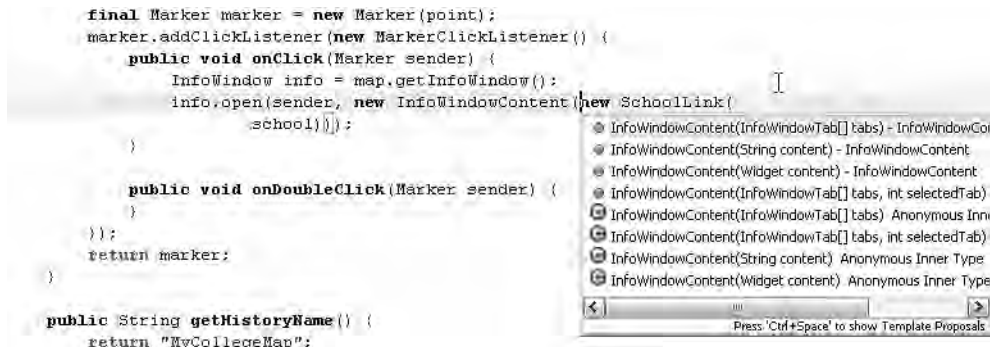 final Marker marker = new Marker(point);
marker.addClickListener(new MarkerClickListener() {
public void onClick(Marker sender) {
InfoWindow info = map.getInfoWindow();
info.open(sender, new InfoWindowContent(new SchoolLink(
school)));
}
public void onDoubleClick(Marker sender) {
}
});
return marker;
}
public String getHistoryName() {
return "MyCollegeMap";
InfoWindowContent(InfoWindowTab[] tabs) - InfoWindowCon
InfoWindowContent(String content) - InfoWindowContent
InfoWindowContent(Widget content) - InfoWindowContent
InfoWindowContent(InfoWindowTab[] tabs, int selectedTab)
InfoWindowContent(InfoWindowTab[] tabs) Anonymous Inne
InfoWindowContent(InfoWindowTab[] tabs, int selectedTab)
InfoWindowContent(String content) Anonymous Inner Type
InfoWindowContent(Widget content) Anonymous Inner Type
Press 'Ctrl+Space' to show Template Proposals